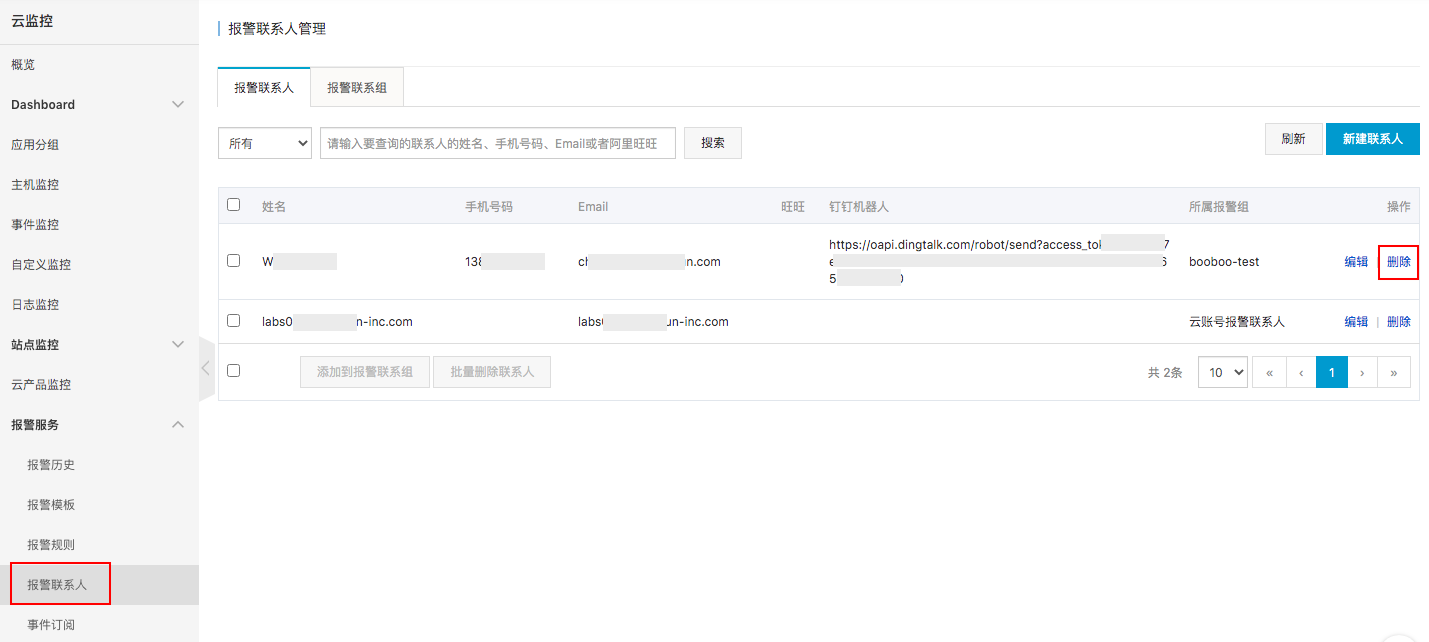 云监控
概览
Dashboard
应用分组
主机监控
事件监控
自定义监控
日志监控
站点监控
云产品监控
报警服务
报警历史
报警模板
报警规则
报警联系人
事件订阅
报警联系人管理
报警联系人 报警联系组
所有 请输入要查询的联系人的姓名、手机号码、Email或者阿里旺旺 搜索 刷新 新建联系人
姓名 手机号码 Email 旺旺 钉钉机器人 所属报警组 操作
https://oapi.dingtalk.com/robot/send?access_tok 7
W 138 ch n.com e 6 booboo-test 编辑 删除
5 0
labs0 n-inc.com labs un-inc.com 云账号报警联系人 编辑 | 删除
添加到报警联系组 批量删除联系人 共 2条 10 « ‹ 1 › »